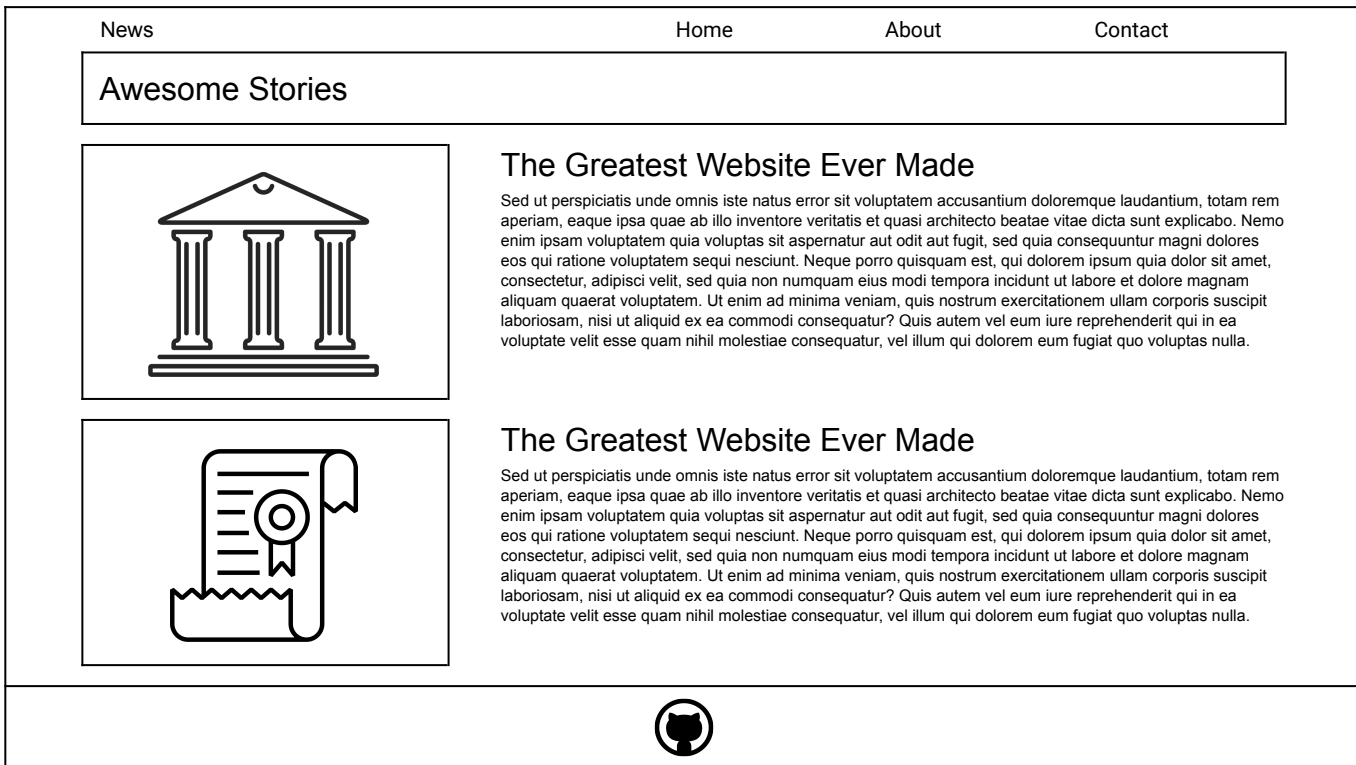 News Home About Contact
Awesome Stories
The Greatest Website Ever Made
Sed ut perspiciatis unde omnis iste natus error sit voluptatem accusantium doloremque laudantium, totam rem
aperiam, eaque ipsa quae ab illo inventore veritatis et quasi architecto beatae vitae dicta sunt explicabo. Nemo
enim ipsam voluptatem quia voluptas sit aspernatur aut odit aut fugit, sed quia consequuntur magni dolores
eos qui ratione voluptatem sequi nesciunt. Neque porro quisquam est, qui dolorem ipsum quia dolor sit amet,
consectetur, adipisci velit, sed quia non numquam eius modi tempora incidunt ut labore et dolore magnam
aliquam quaerat voluptatem. Ut enim ad minima veniam, quis nostrum exercitationem ullam corporis suscipit
laboriosam, nisi ut aliquid ex ea commodi consequatur? Quis autem vel eum iure reprehenderit qui in ea
voluptate velit esse quam nihil molestiae consequatur, vel illum qui dolorem eum fugiat quo voluptas nulla.
The Greatest Website Ever Made
Sed ut perspiciatis unde omnis iste natus error sit voluptatem accusantium doloremque laudantium, totam rem
aperiam, eaque ipsa quae ab illo inventore veritatis et quasi architecto beatae vitae dicta sunt explicabo. Nemo
enim ipsam voluptatem quia voluptas sit aspernatur aut odit aut fugit, sed quia consequuntur magni dolores
eos qui ratione voluptatem sequi nesciunt. Neque porro quisquam est, qui dolorem ipsum quia dolor sit amet,
consectetur, adipisci velit, sed quia non numquam eius modi tempora incidunt ut labore et dolore magnam
aliquam quaerat voluptatem. Ut enim ad minima veniam, quis nostrum exercitationem ullam corporis suscipit
laboriosam, nisi ut aliquid ex ea commodi consequatur? Quis autem vel eum iure reprehenderit qui in ea
voluptate velit esse quam nihil molestiae consequatur, vel illum qui dolorem eum fugiat quo voluptas nulla.